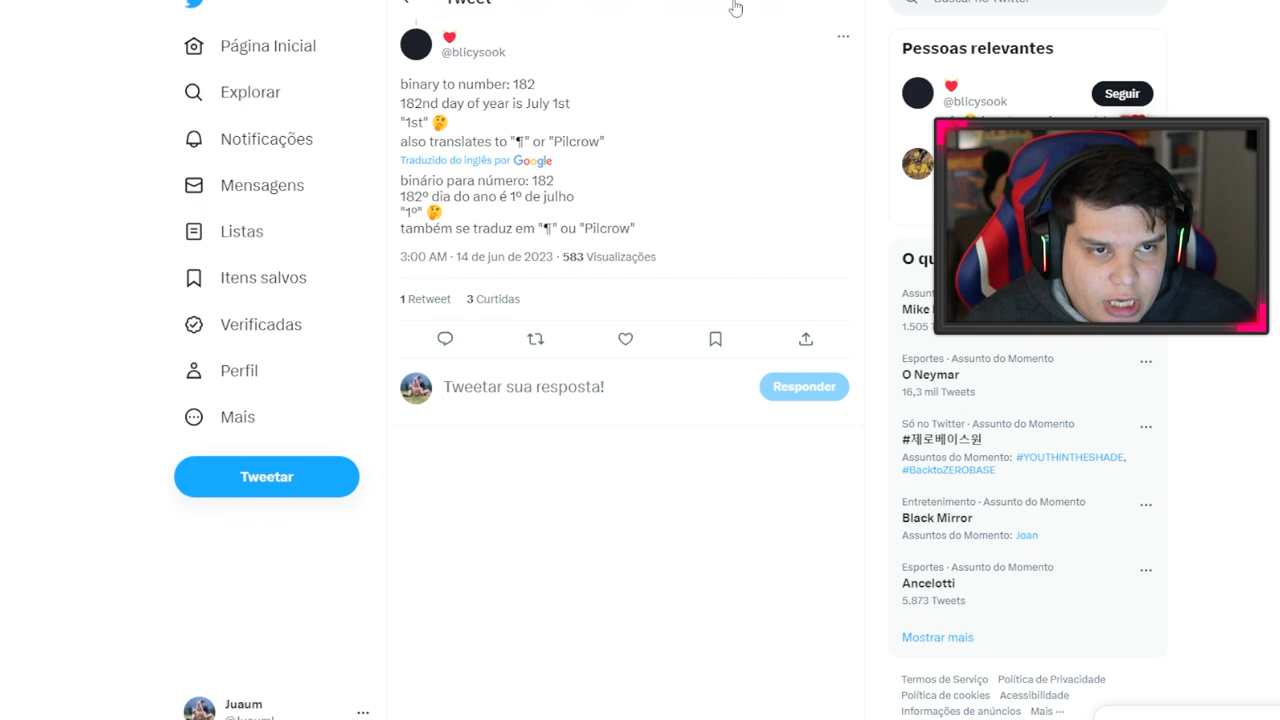 Tweet
Página Inicial
Explorar
Notificações
Mensagens
Listas
Itens salvos
Verificadas
Perfil
Mais
Tweetar
Juaum
@blicysook
binary to number: 182
182nd day of year is July 1st
"1st" 🤔
also translates to "¶" or "Pilcrow"
Traduzido do inglês por Google
binário para número: 182
182º dia do ano é 1º de julho
"1º" 🤔
também se traduz em "¶" ou "Pilcrow"
3:00 AM · 14 de jun de 2023 · 583 Visualizações
1 Retweet 3 Curtidas
Tweetar sua resposta!
Responder
Buscar no Twitter
Pessoas relevantes
@blicysook
Seguir
O qu
Assunt
Mike
1.505 T
Esportes · Assunto do Momento
O Neymar
16,3 mil Tweets
Só no Twitter · Assunto do Momento
#제로베이스원
Assuntos do Momento: #YOUTHINTHESHADE,
#BacktoZEROBASE
Entretenimento · Assunto do Momento
Black Mirror
Assuntos do Momento: Joan
Esportes · Assunto do Momento
Ancelotti
5.873 Tweets
Mostrar mais
Termos de Serviço Política de Privacidade
Política de cookies Acessibilidade
Informações de anúncios Mais ···